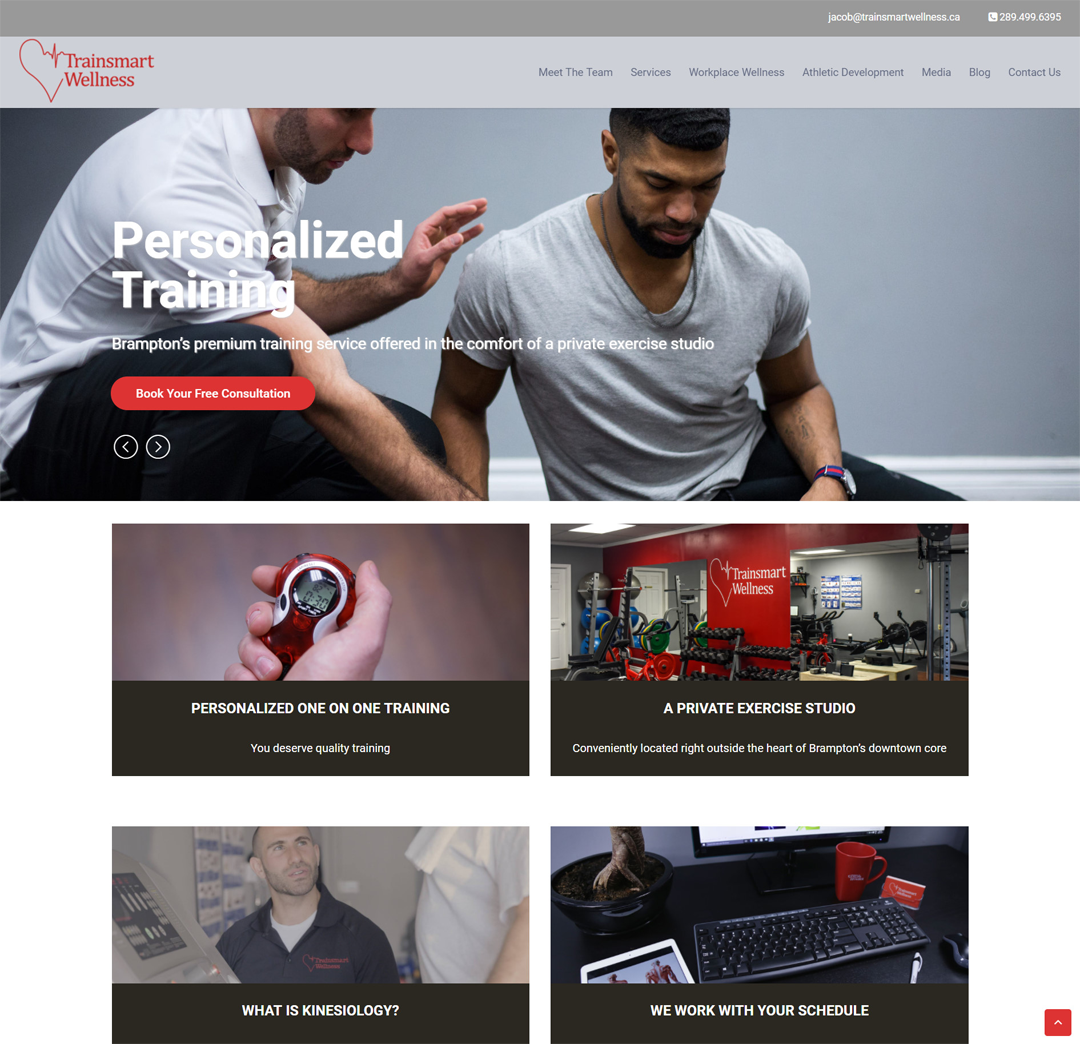 jacob@trainsmartwellness.ca 289.499.6395
Trainsmart
Wellness
Meet The Team Services Workplace Wellness Athletic Development Media Blog Contact Us
Personalized
Training
Brampton's premium training service offered in the comfort of a private exercise studio
Book Your Free Consultation
Trainsmart
Wellness
PERSONALIZED ONE ON ONE TRAINING
A PRIVATE EXERCISE STUDIO
You deserve quality training
Conveniently located right outside the heart of Brampton's downtown core
Trainsmart
Wellness
WHAT IS KINESIOLOGY?
WE WORK WITH YOUR SCHEDULE